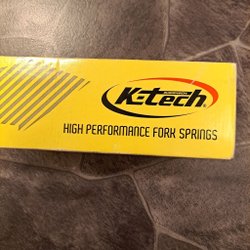 K-tech
HIGH PERFORMANCE FORK SPRINGS